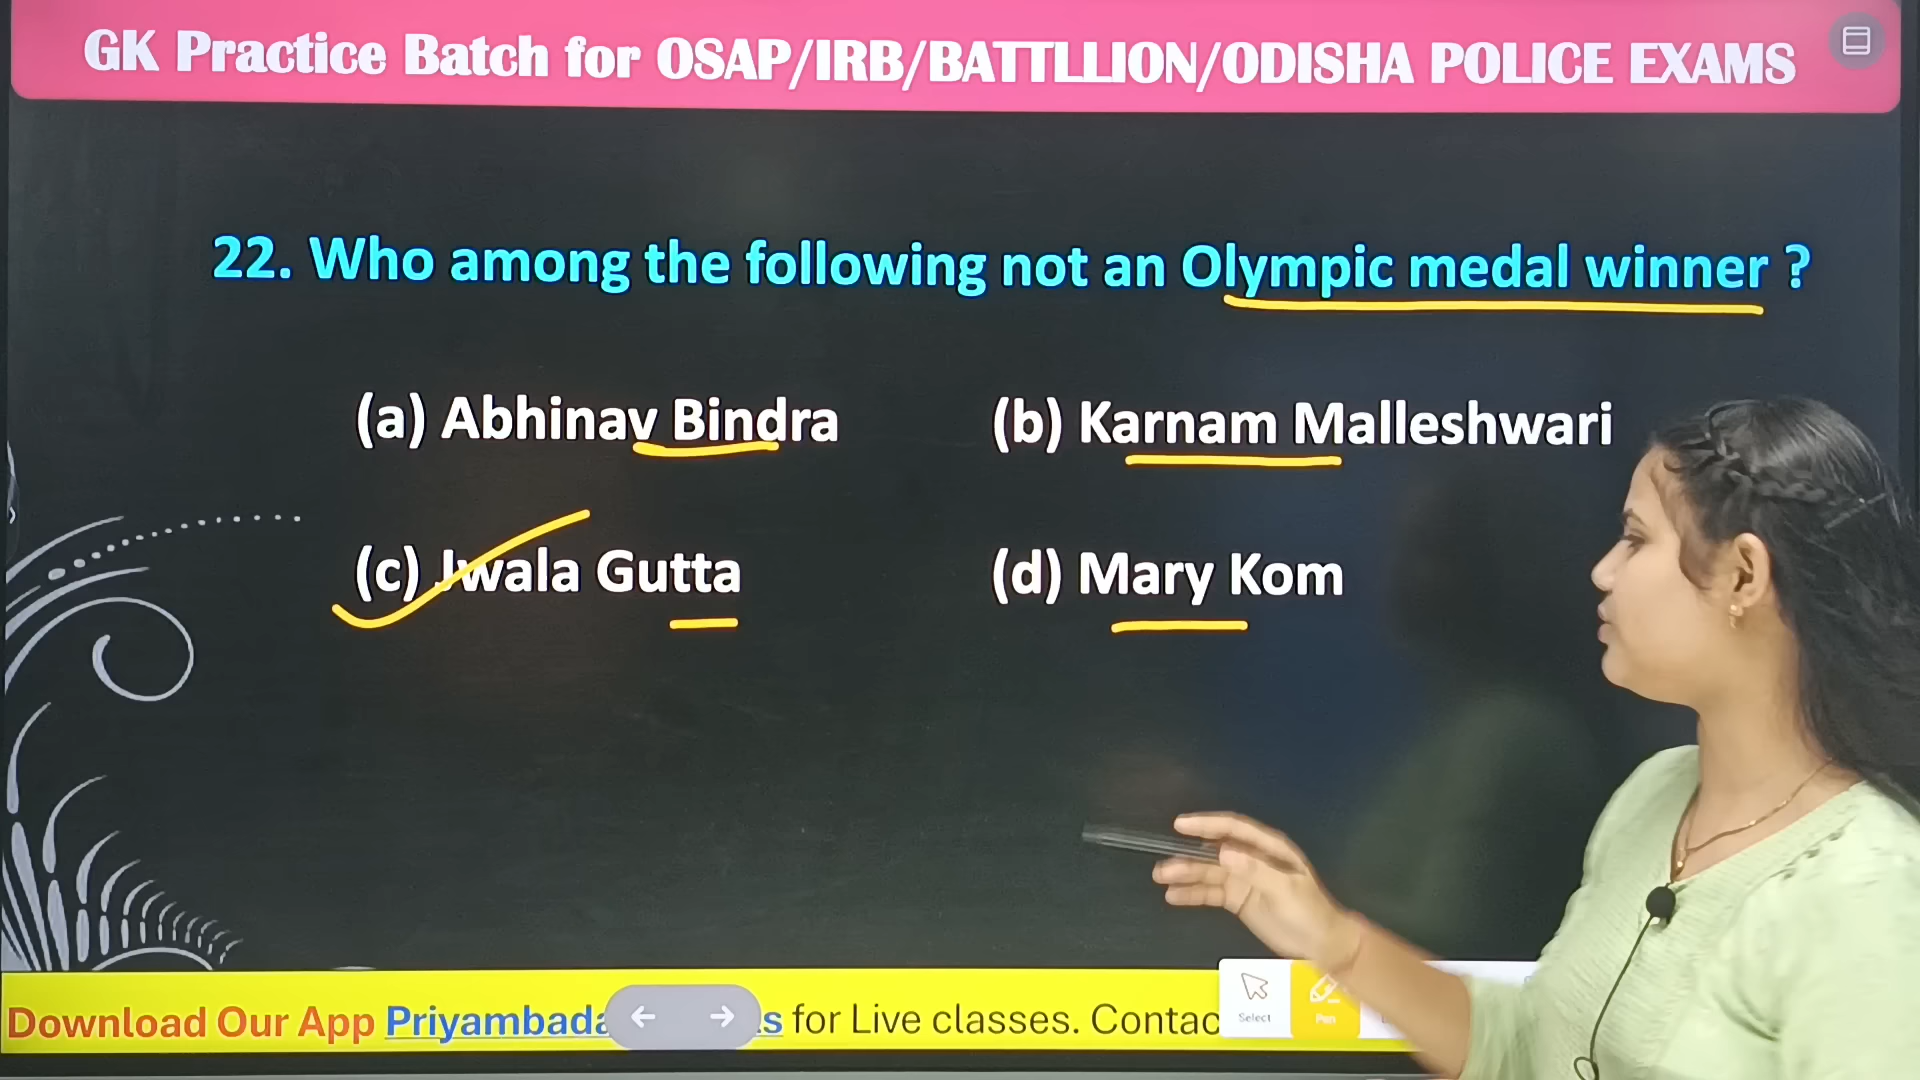 GK Practice Batch for OSAP/IRB/BATTLLION/ODISHA POLICE EXAMS
22. Who among the following not an Olympic medal winner ?
(a) Abhinav Bindra (b) Karnam Malleshwari
(c) Jwala Gutta (d) Mary Kom
Download Our App Priyambada s for Live classes. Contac
Select
Pen